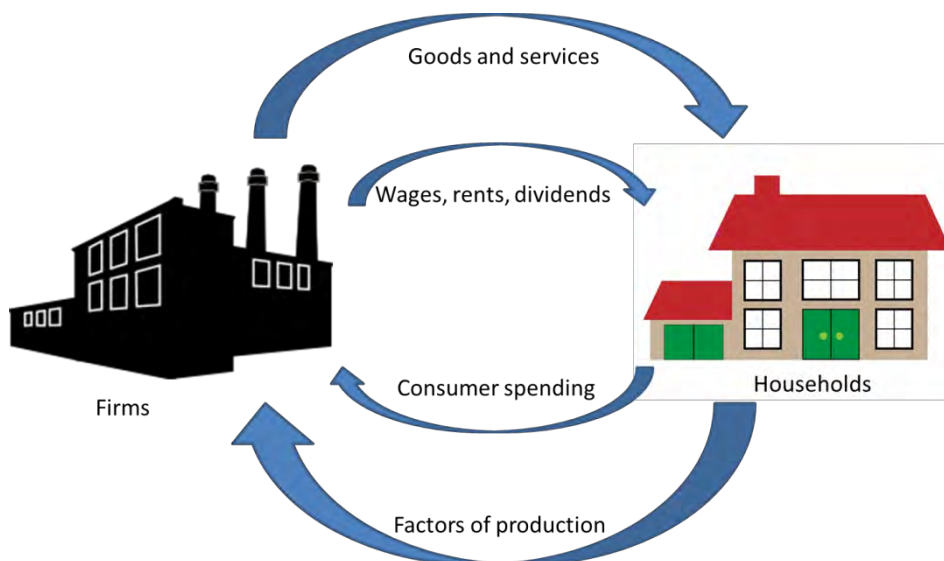 Goods and services
Wages, rents, dividends
Consumer spending
Households
Firms
Factors of production